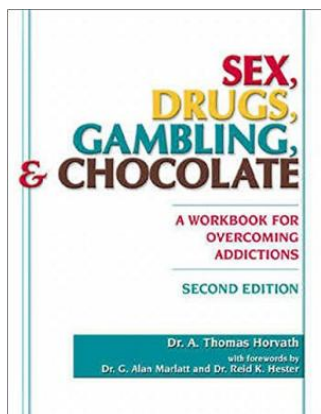 SEX,
DRUGS,
GAMBLING,
& CHOCOLATE
A WORKBOOK FOR
OVERCOMING
ADDICTIONS
SECOND EDITION
Dr. A. Thomas Horvath
with forewords by
Dr. G. Alan Marlatt and Dr. Reid K. Hester